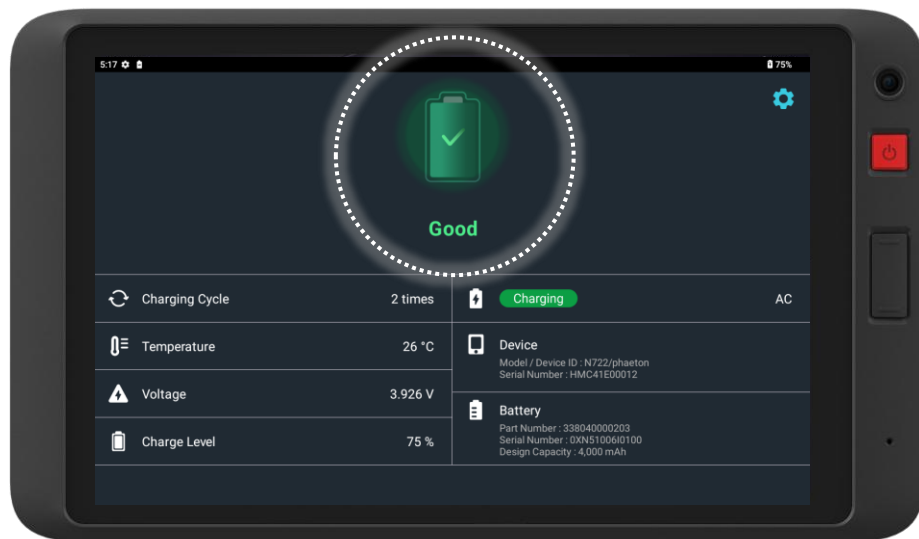 5:17
75%
Good
Charging Cycle
2 times
Charging
AC
Temperature
26 °C
Device
Model / Device ID : N722/phaeton
Serial Number : HMC41E00012
Voltage
3.926 V
Battery
Part Number : 338040000203
Serial Number : 0XN51006I0100
Design Capacity : 4,000 mAh
Charge Level
75 %